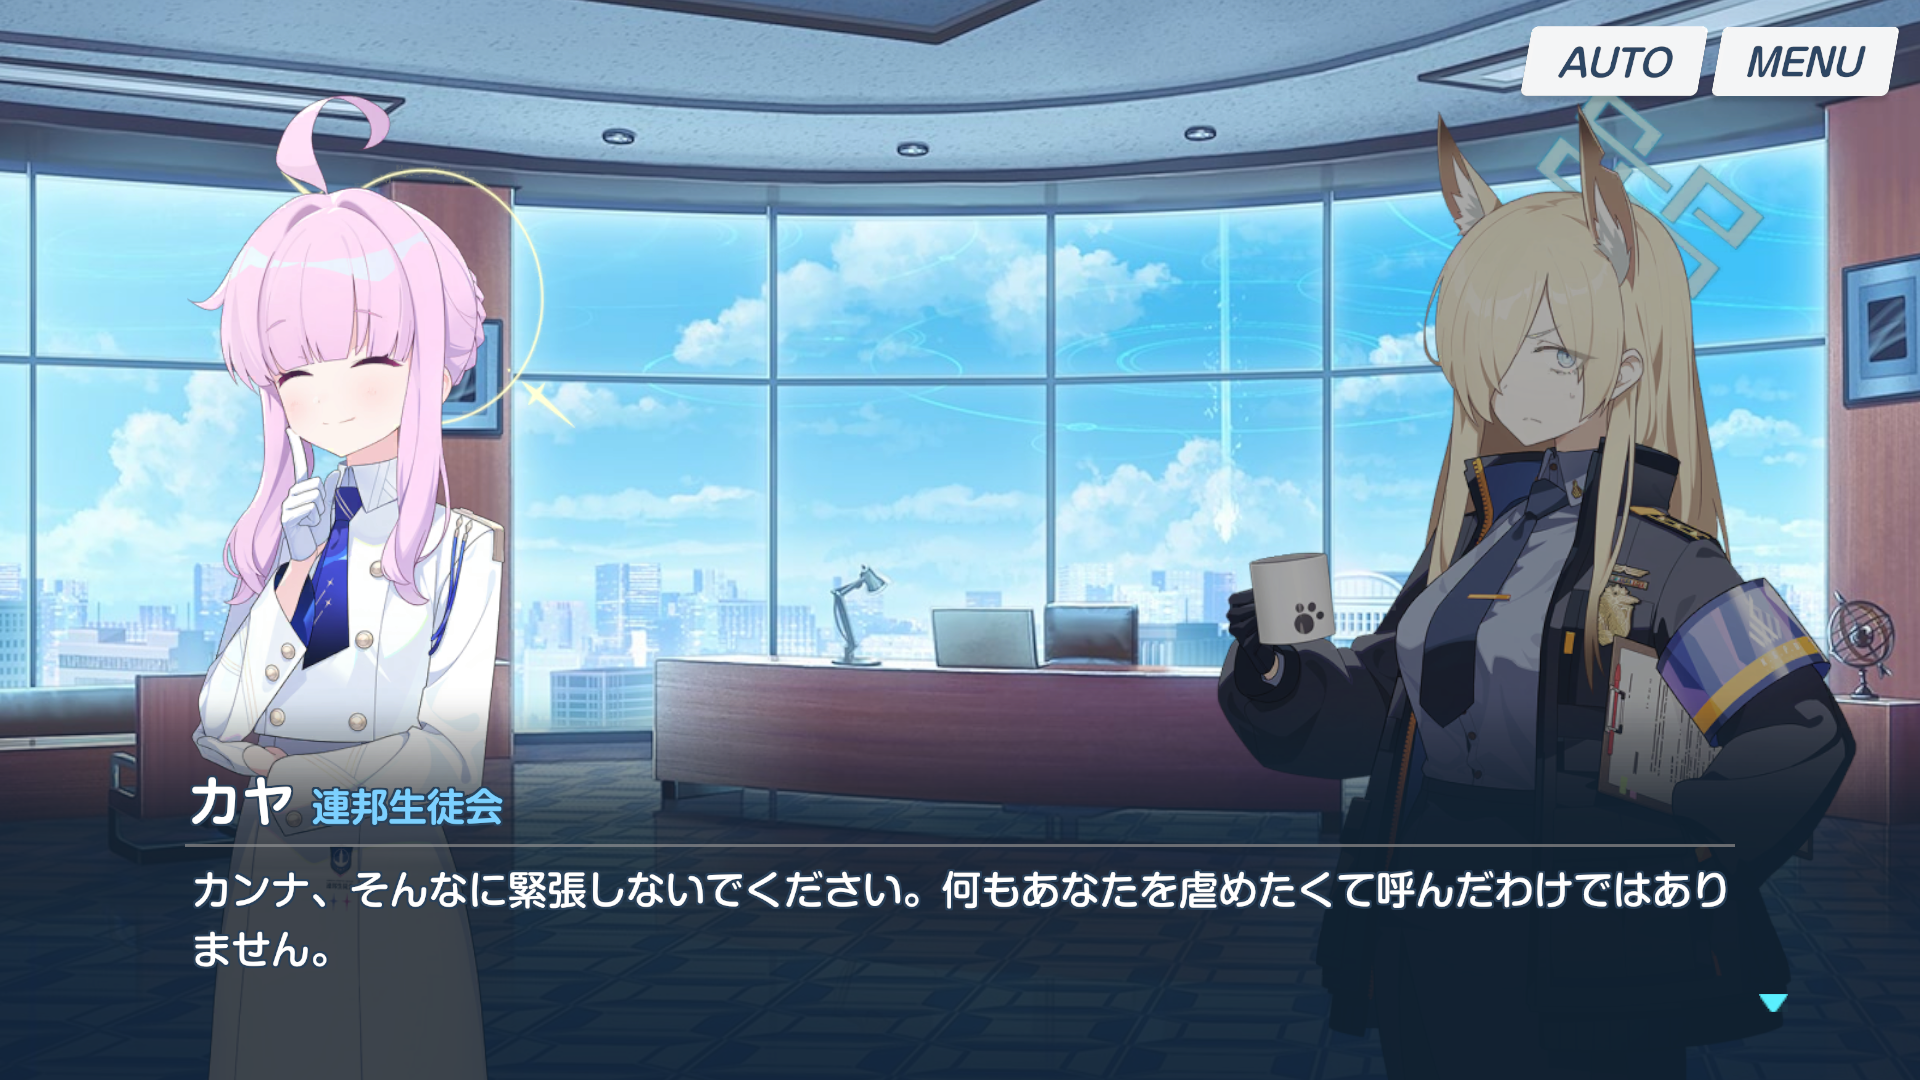 AUTO
MENU
カヤ 連邦生徒会
カンナ、そんなに緊張しないでください。何もあなたを虐めたくて呼んだわけではあり
ません。